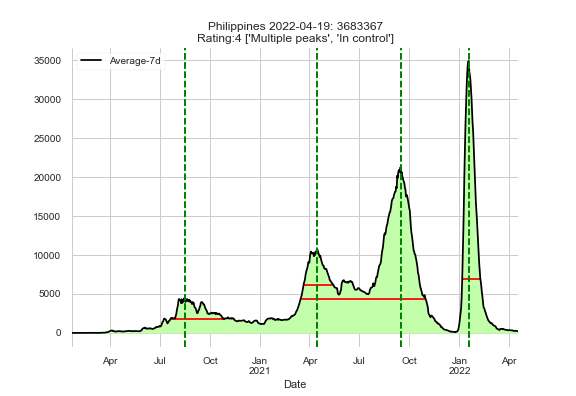 Philippines 2022-04-19: 3683367
Rating:4 ['Multiple peaks', 'In control']
Average-7d
35000
30000
25000
20000
15000
10000
5000
0
Apr Jul Oct Jan Apr Jul Oct Jan Apr
2021 2022
Date